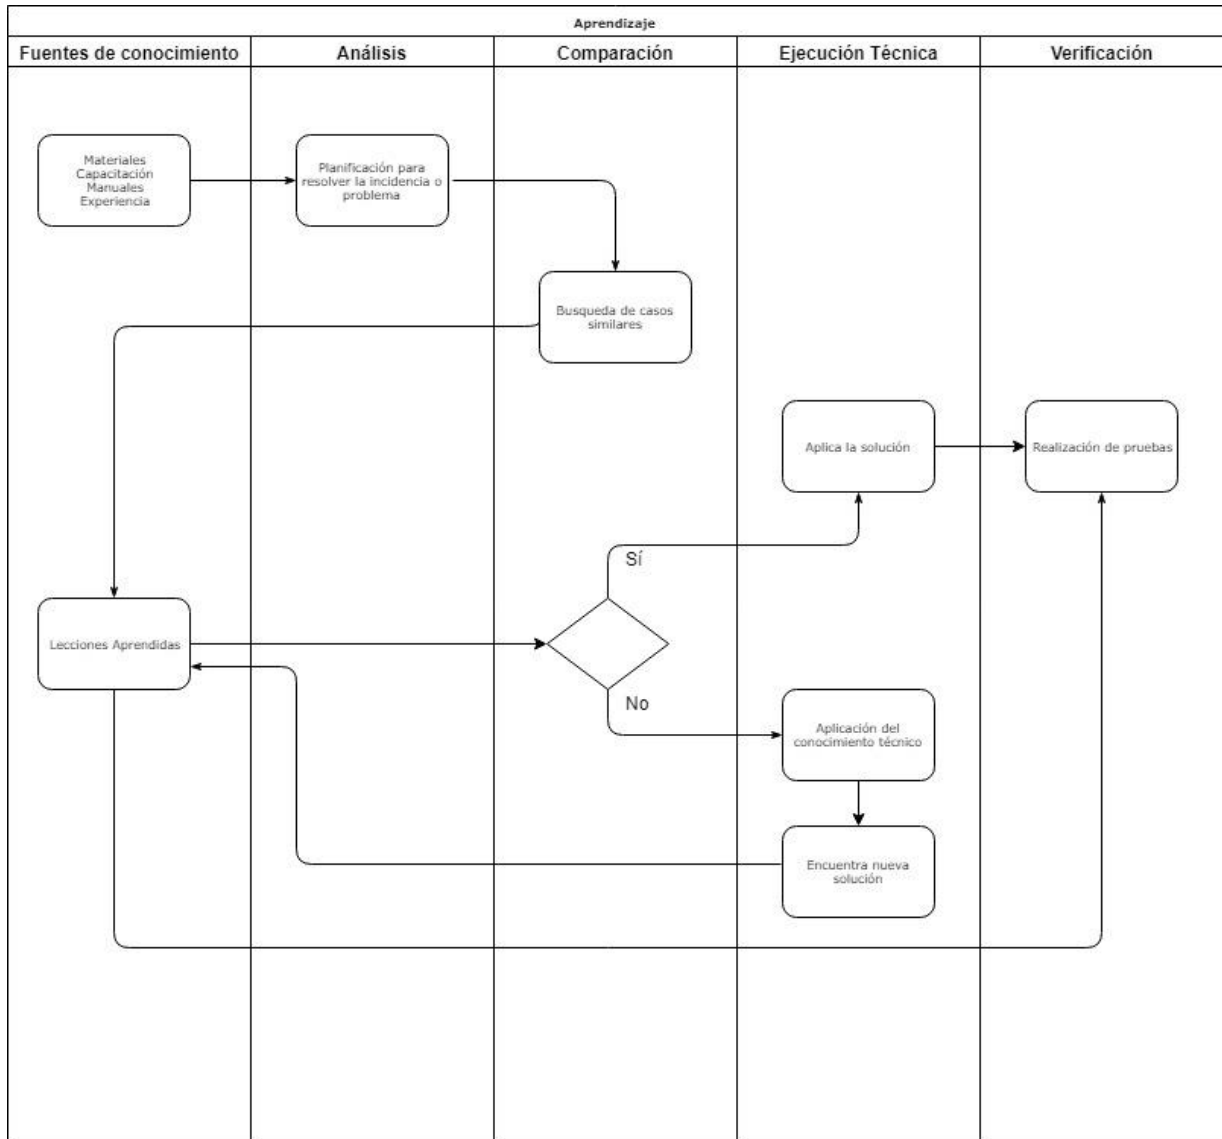 Aprendizaje
Fuentes de conocimiento
Análisis
Comparación
Ejecución Técnica
Verificación
Materiales
Capacitación
Manuales
Experiencia
Planificación para
resolver la incidencia o
problema
Busqueda de casos
similares
Aplica la solución
Realización de pruebas
Sí
Lecciones Aprendidas
No
Aplicación del
conocimiento técnico
Encuentra nueva
solución